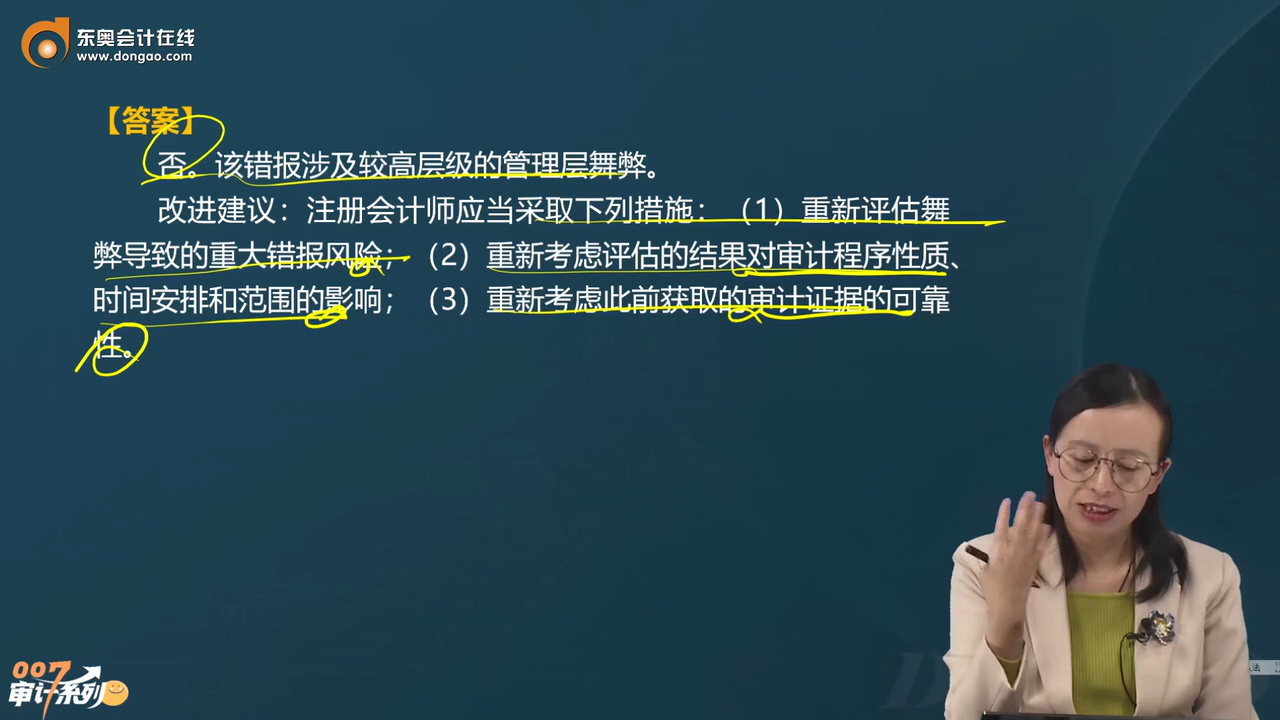 东奥会计在线
www.dongao.com
【答案】
否。该错报涉及较高层级的管理层舞弊。
改进建议：注册会计师应当采取下列措施：（1）重新评估舞
弊导致的重大错报风险；（2）重新考虑评估的结果对审计程序性质、
时间安排和范围的影响；（3）重新考虑此前获取的审计证据的可靠
性。
007
审计系列